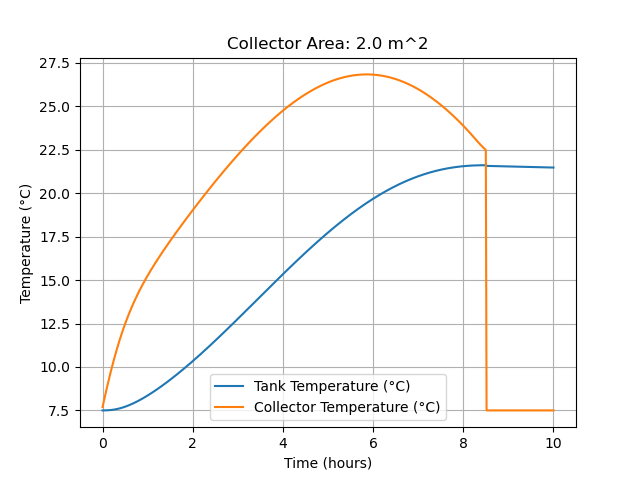 Collector Area: 2.0 m^2
27.5
25.0
22.5
20.0
17.5
15.0
12.5
10.0
7.5
Temperature (°C)
Tank Temperature (°C)
Collector Temperature (°C)
0 2 4 6 8 10
Time (hours)